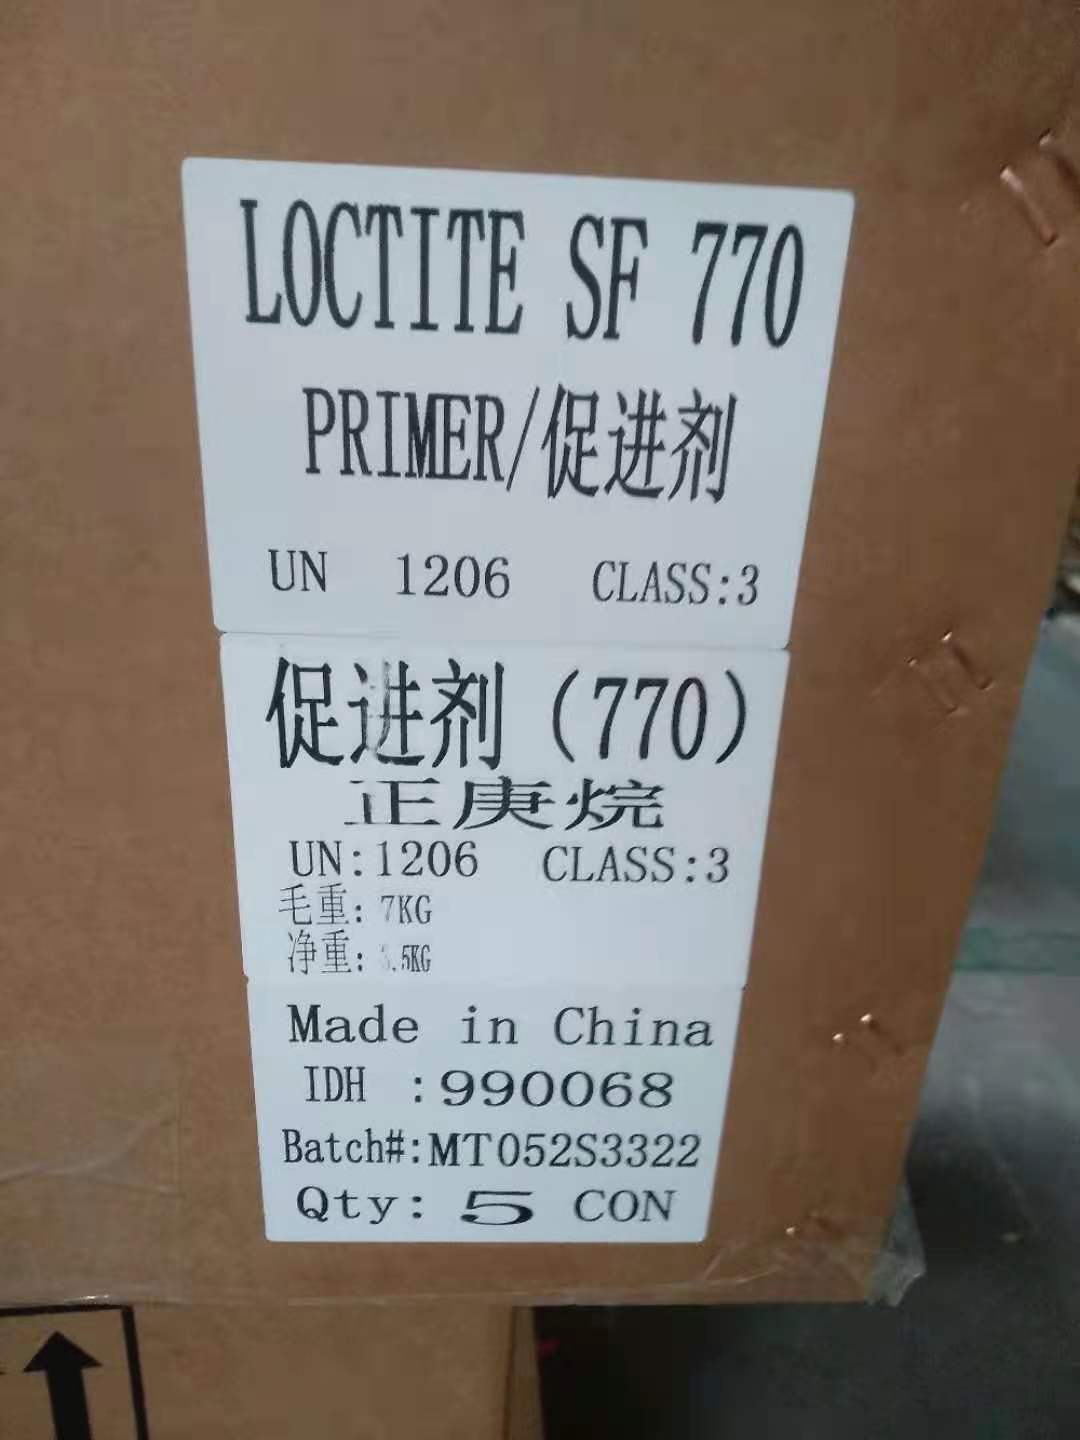 LOCTITE SF 770
PRIMER/促进剂
UN 1206 CLASS:3
促进剂(770)
正庚烷
UN:1206 CLASS:3
毛重: 7KG
净重: .5KG
Made in China
IDH :990068
Batch#:MT052S3322
Qty: 5 CON